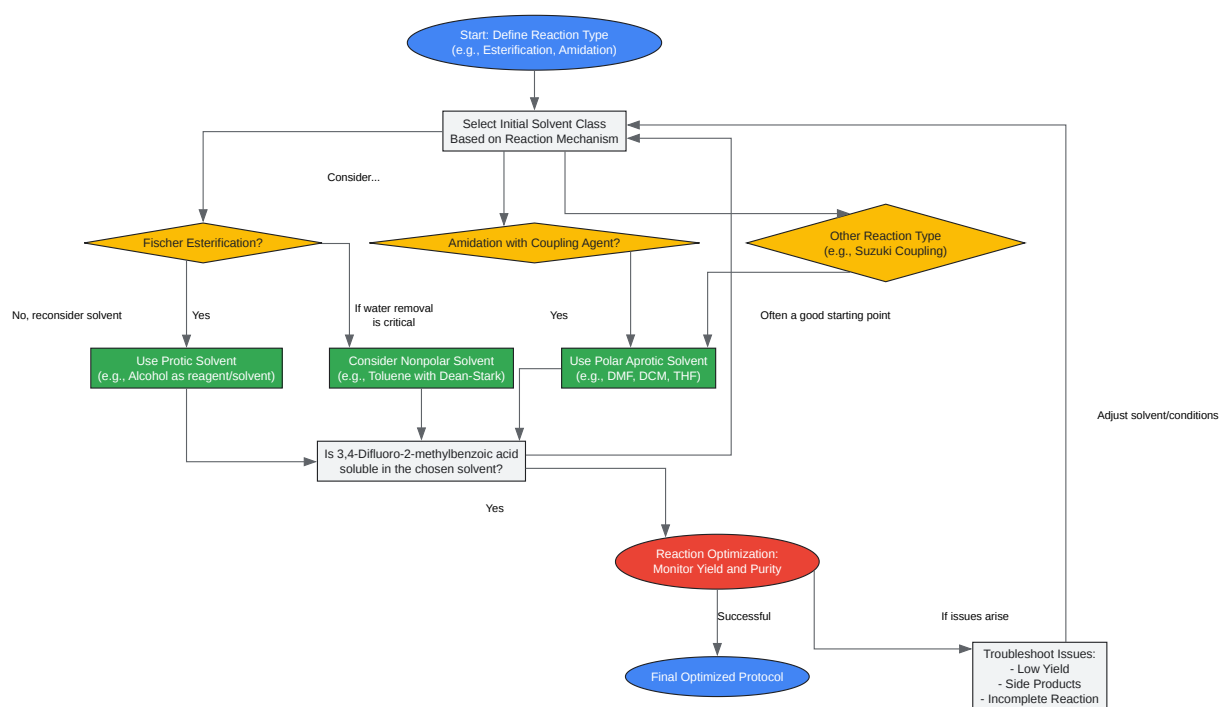 Start: Define Reaction Type
(e.g., Esterification, Amidation)
Select Initial Solvent Class
Based on Reaction Mechanism
Consider...
Fischer Esterification?
Amidation with Coupling Agent?
Other Reaction Type
(e.g., Suzuki Coupling)
No, reconsider solvent
Yes
If water removal
is critical
Yes
Often a good starting point
Use Protic Solvent
(e.g., Alcohol as reagent/solvent)
Consider Nonpolar Solvent
(e.g., Toluene with Dean-Stark)
Use Polar Aprotic Solvent
(e.g., DMF, DCM, THF)
Adjust solvent/conditions
Is 3,4-Difluoro-2-methylbenzoic acid
soluble in the chosen solvent?
Yes
Reaction Optimization:
Monitor Yield and Purity
Successful
If issues arise
Final Optimized Protocol
Troubleshoot Issues:
- Low Yield
- Side Products
- Incomplete Reaction